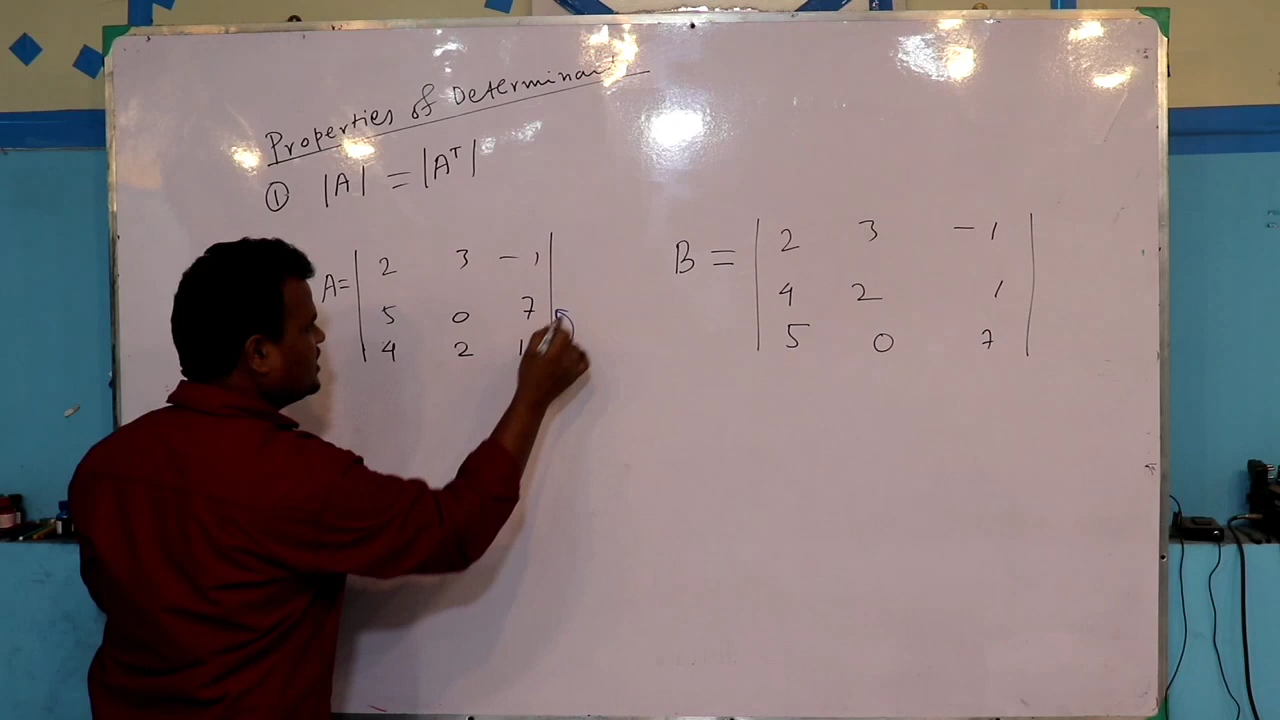 Properties of Determinant
① |A| = |Aᵀ|
A = | 2 3 -1 |
| 5 0 7 |
| 4 2 1 |
B = | 2 3 -1 |
| 4 2 1 |
| 5 0 7 |